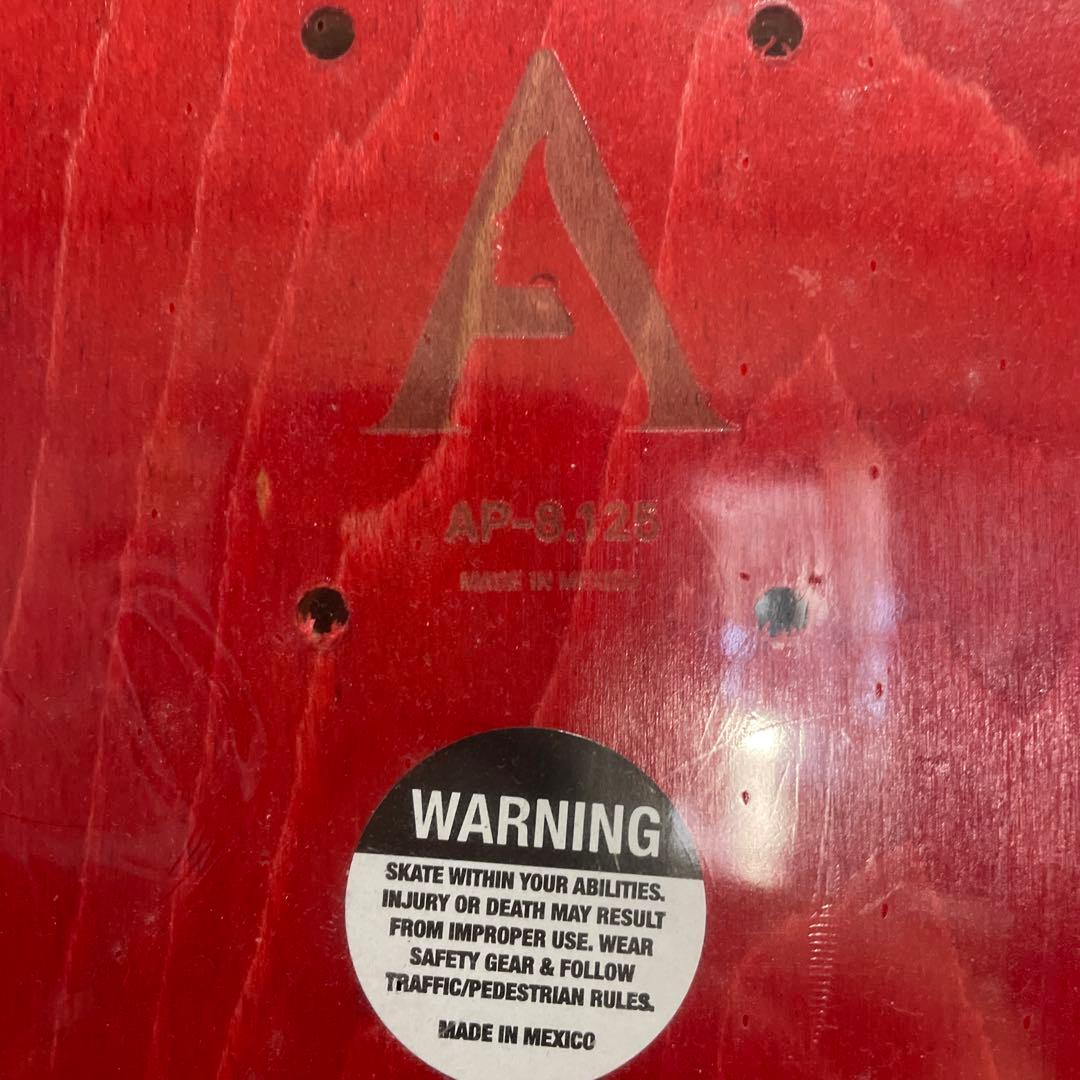 A
AP-8.125
MADE IN MEXICO
WARNING
SKATE WITHIN YOUR ABILITIES.
INJURY OR DEATH MAY RESULT
FROM IMPROPER USE. WEAR
SAFETY GEAR & FOLLOW
TRAFFIC/PEDESTRIAN RULES.
MADE IN MEXICO